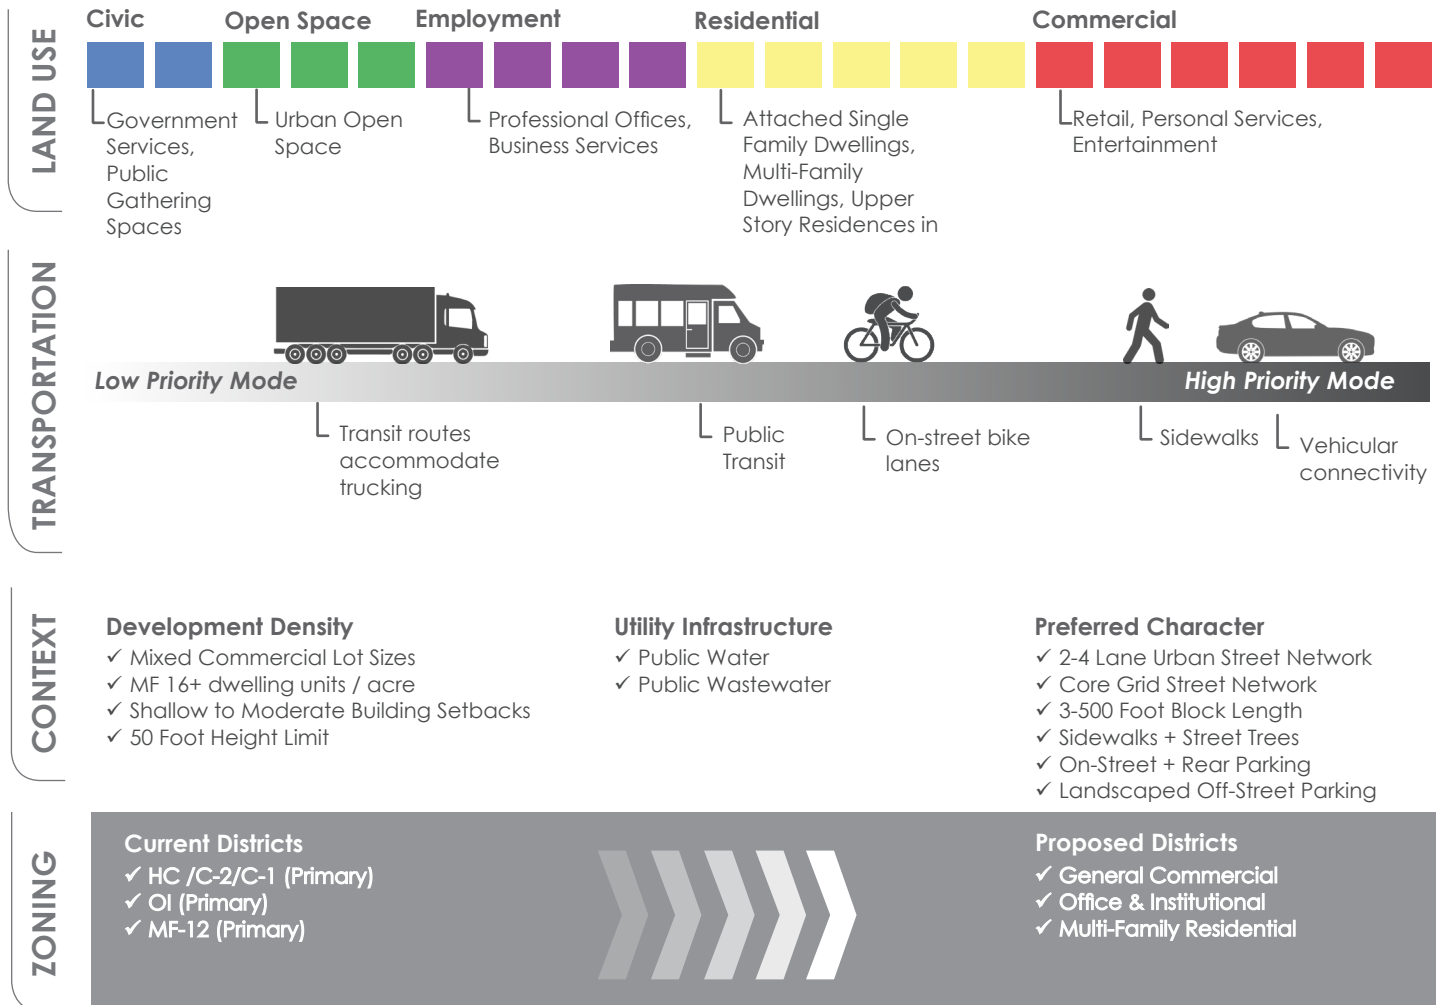 LAND USE
Civic
Open Space
Employment
Residential
Commercial
Government
Services,
Public
Gathering
Spaces
Urban Open
Space
Professional Offices,
Business Services
Attached Single
Family Dwellings,
Multi-Family
Dwellings, Upper
Story Residences in
Retail, Personal Services,
Entertainment
TRANSPORTATION
Low Priority Mode
High Priority Mode
Transit routes
accommodate
trucking
Public
Transit
On-street bike
lanes
Sidewalks
Vehicular
connectivity
CONTEXT
Development Density
✓ Mixed Commercial Lot Sizes
✓ MF 16+ dwelling units / acre
✓ Shallow to Moderate Building Setbacks
✓ 50 Foot Height Limit
Utility Infrastructure
✓ Public Water
✓ Public Wastewater
Preferred Character
✓ 2-4 Lane Urban Street Network
✓ Core Grid Street Network
✓ 3-500 Foot Block Length
✓ Sidewalks + Street Trees
✓ On-Street + Rear Parking
✓ Landscaped Off-Street Parking
ZONING
Current Districts
✓ HC /C-2/C-1 (Primary)
✓ OI (Primary)
✓ MF-12 (Primary)
Proposed Districts
✓ General Commercial
✓ Office & Institutional
✓ Multi-Family Residential